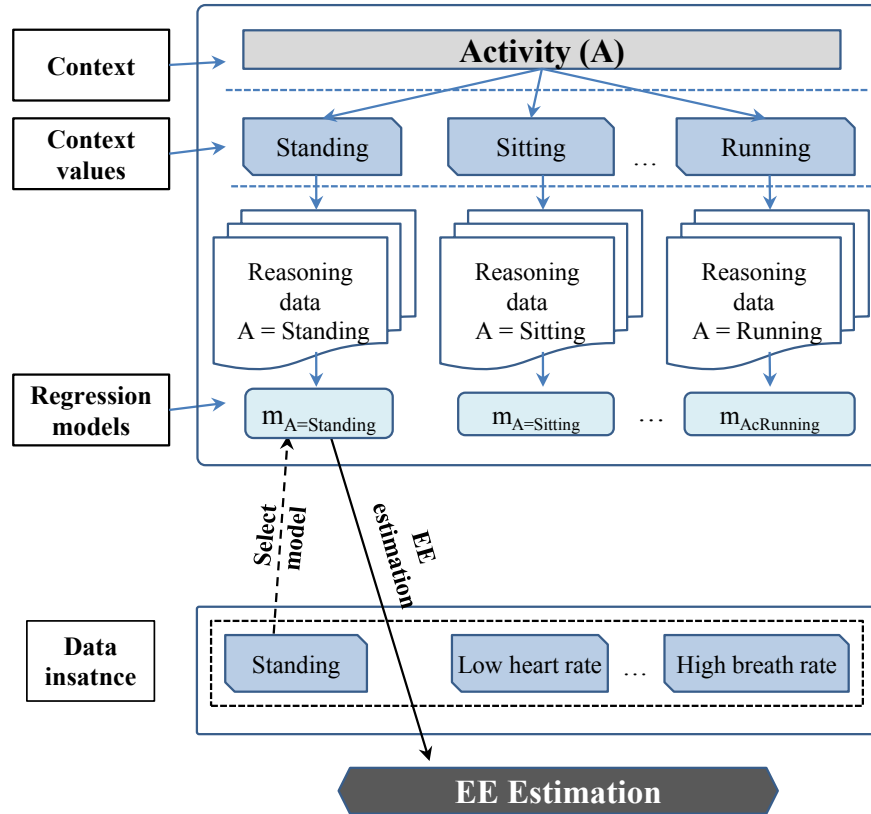 Context
Activity (A)
Context
values
Standing
Sitting
...
Running
Reasoning
data
A = Standing
Reasoning
data
A = Sitting
Reasoning
data
A = Running
Regression
models
mA=Standing
mA=Sitting
...
mAcRunning
Select
model
EE
estimation
Data
insatnce
Standing
Low heart rate
...
High breath rate
EE Estimation